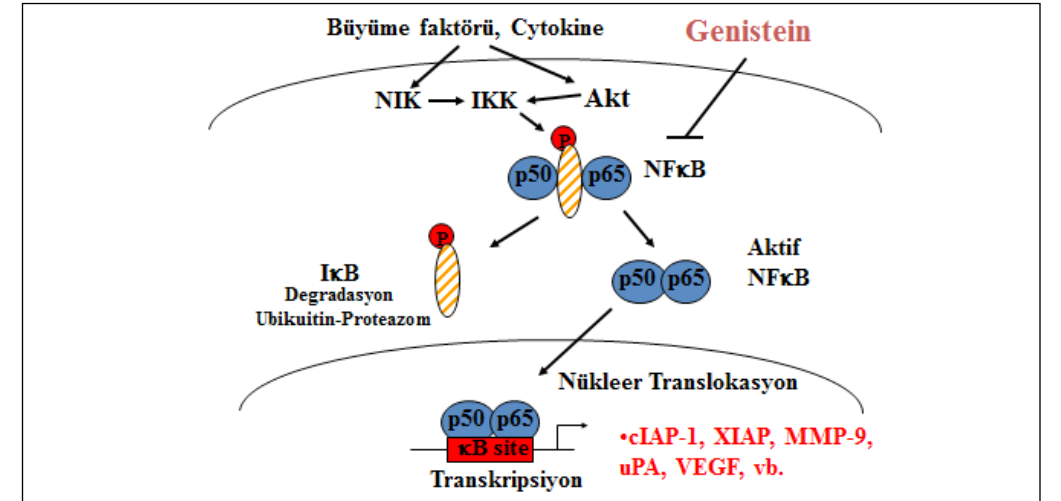 Büyüme faktörü, Cytokine
Genistein
NIK
IKK
Akt
P
p50
p65
NFκB
P
IκB
Degradasyon
Ubikuitin-Proteazom
p50
p65
Aktif
NFκB
Nükleer Translokasyon
p50
p65
κB site
Transkripsiyon
•cIAP-1, XIAP, MMP-9,
uPA, VEGF, vb.